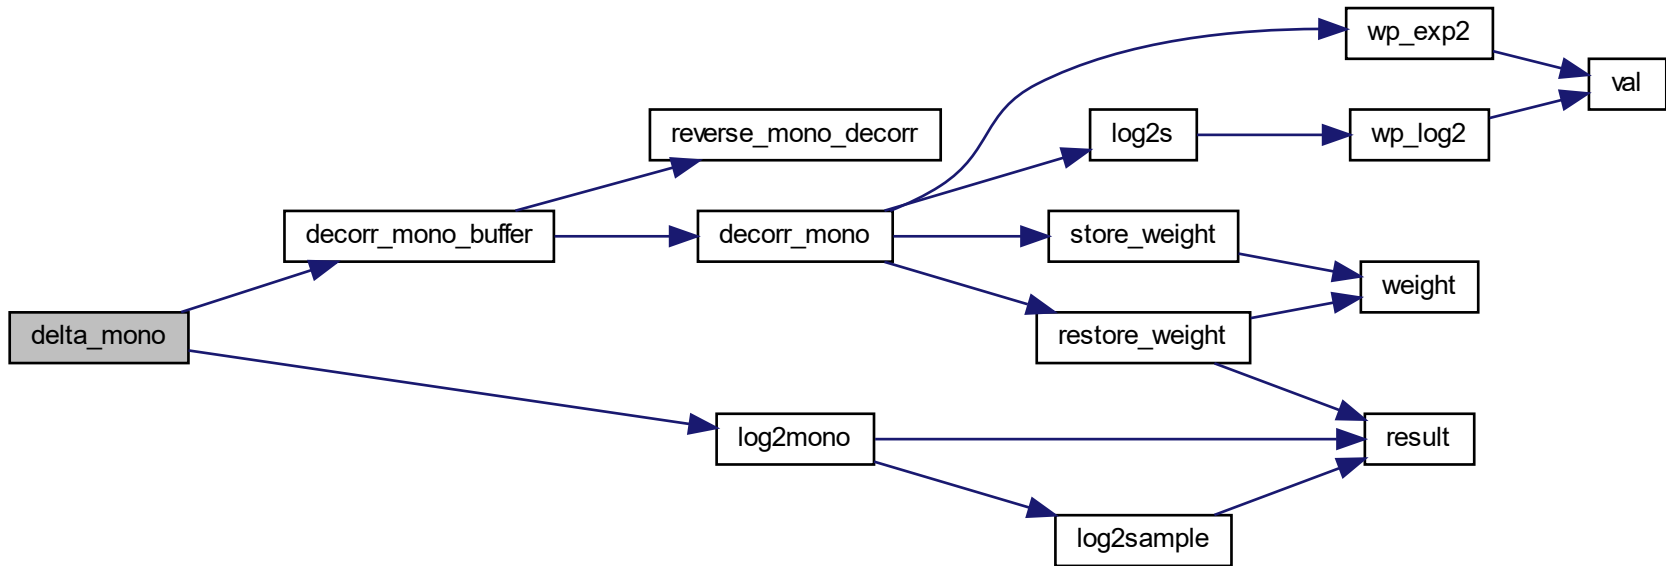 wp_exp2
val
reverse_mono_decorr
log2s
wp_log2
decorr_mono_buffer
decorr_mono
store_weight
weight
delta_mono
restore_weight
log2mono
result
log2sample